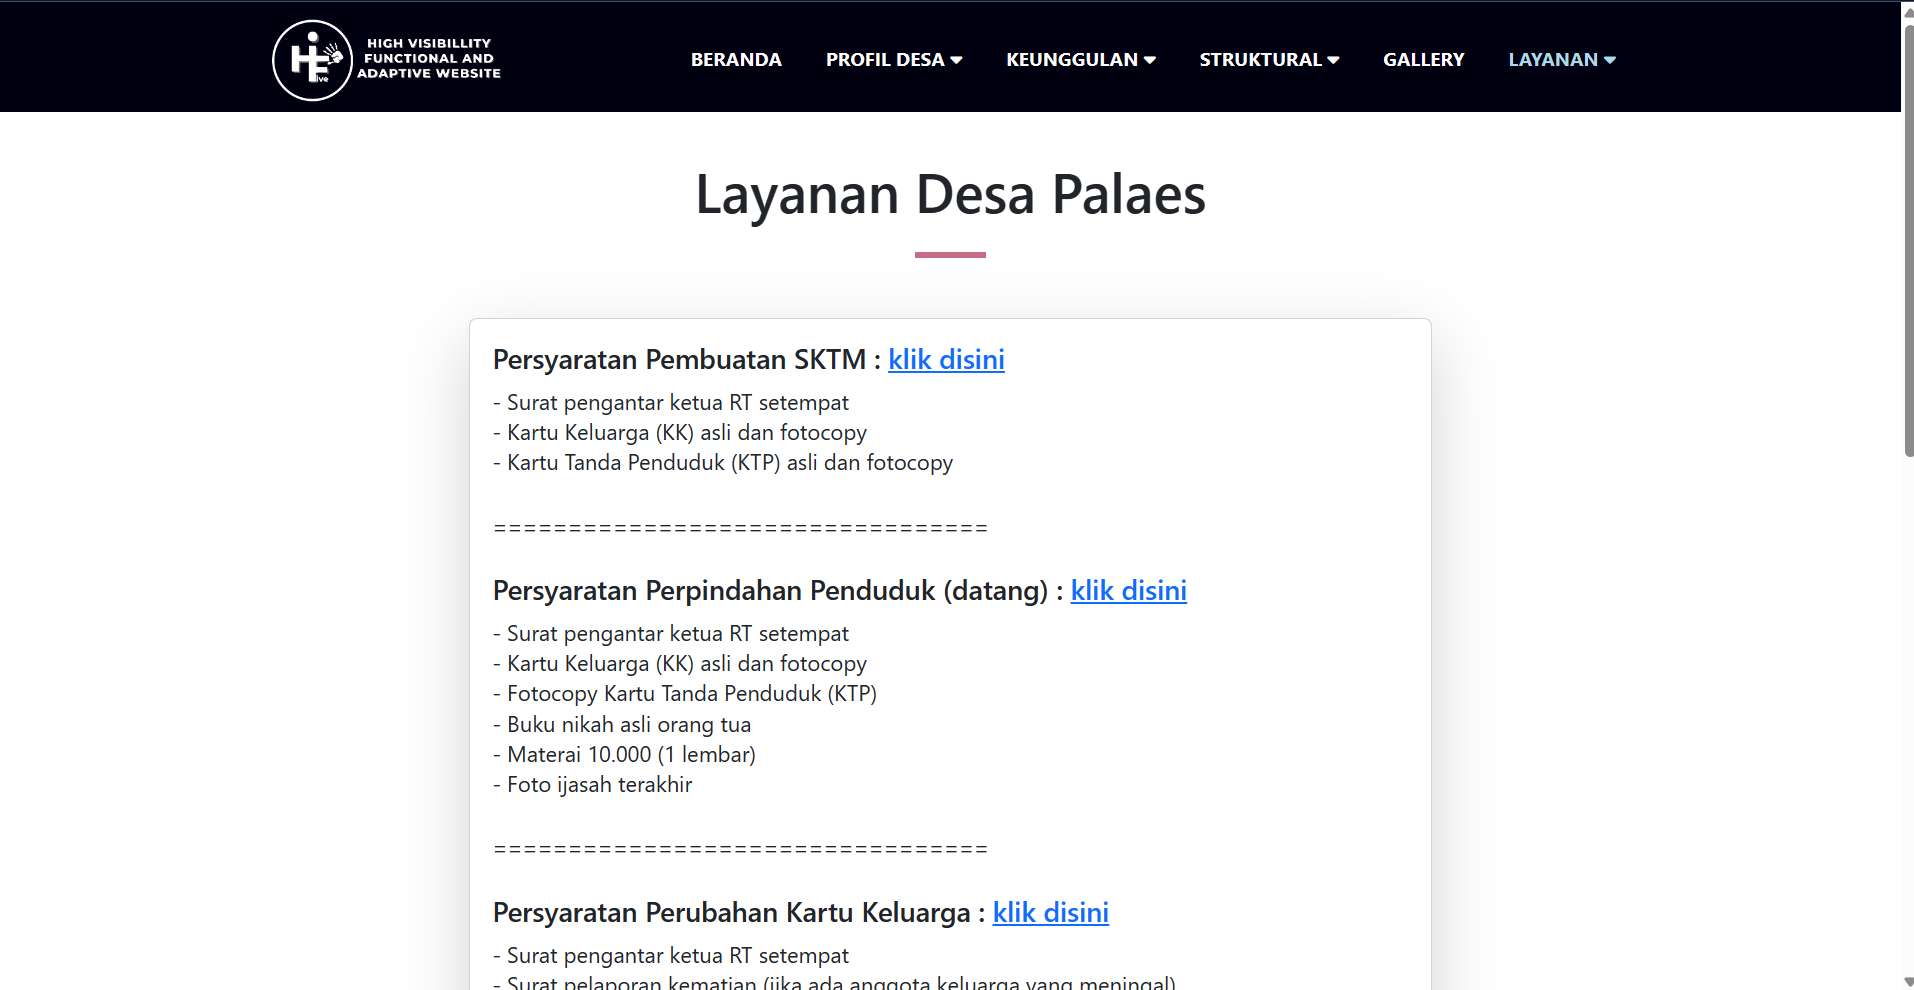 HIGH VISIBILLITY
FUNCTIONAL AND
ADAPTIVE WEBSITE
HiFive
BERANDA PROFIL DESA KEUNGGULAN STRUKTURAL GALLERY LAYANAN
Layanan Desa Palaes
Persyaratan Pembuatan SKTM : klik disini
- Surat pengantar ketua RT setempat
- Kartu Keluarga (KK) asli dan fotocopy
- Kartu Tanda Penduduk (KTP) asli dan fotocopy
=================================
Persyaratan Perpindahan Penduduk (datang) : klik disini
- Surat pengantar ketua RT setempat
- Kartu Keluarga (KK) asli dan fotocopy
- Fotocopy Kartu Tanda Penduduk (KTP)
- Buku nikah asli orang tua
- Materai 10.000 (1 lembar)
- Foto ijasah terakhir
=================================
Persyaratan Perubahan Kartu Keluarga : klik disini
- Surat pengantar ketua RT setempat
- Surat pelaporan kematian (jika ada anggota keluarga yang meningal)